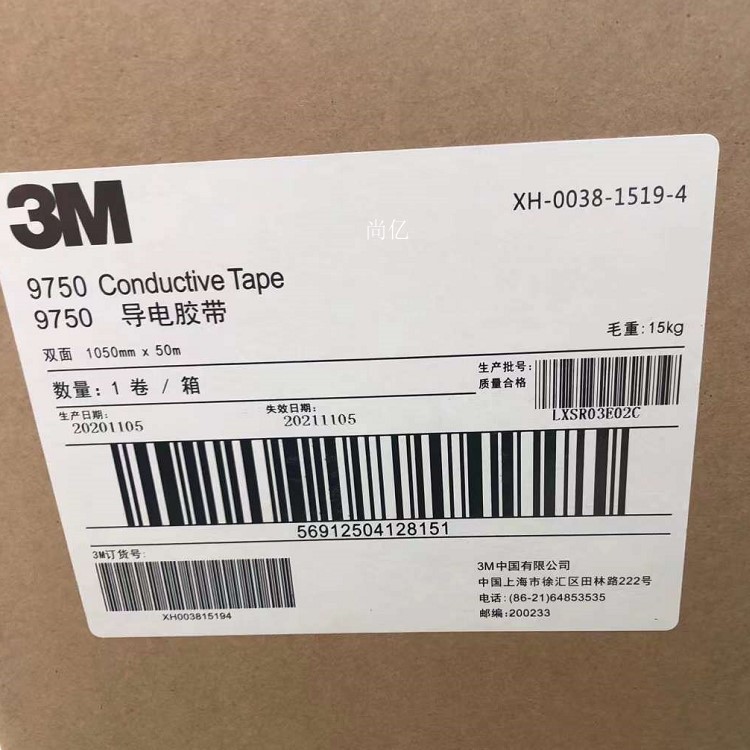 3M
XH-0038-1519-4
尚亿
9750 Conductive Tape
9750 导电胶带
双面 1050mm x 50m
毛重:15kg
数量: 1 卷 / 箱
生产批号:
质量合格
LXSR03E02C
生产日期:
20201105
失效日期:
20211105
56912504128151
3M订货号:
XH003815194
3M中国有限公司
中国上海市徐汇区田林路222号
电话:(86-21)64853535
邮编:200233